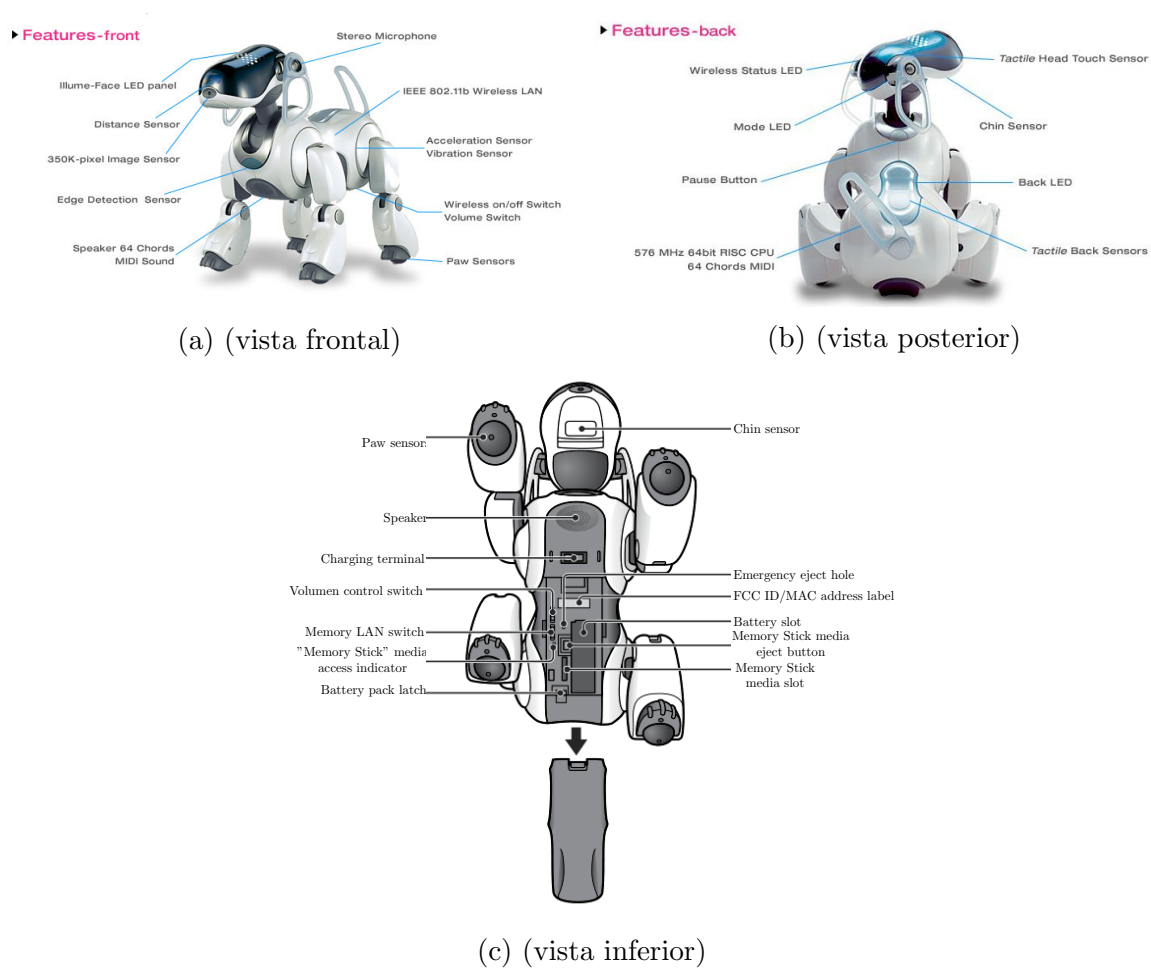 Features-front
Stereo Microphone
Illume-Face LED panel
IEEE 802.11b Wireless LAN
Distance Sensor
Acceleration Sensor
Vibration Sensor
350K-pixel Image Sensor
Edge Detection Sensor
Wireless on/off Switch
Volume Switch
Speaker 64 Chords
MIDI Sound
Paw Sensors
(a) (vista frontal)
Features-back
Wireless Status LED
Tactile Head Touch Sensor
Mode LED
Chin Sensor
Pause Button
Back LED
576 MHz 64bit RISC CPU
64 Chords MIDI
Tactile Back Sensors
(b) (vista posterior)
Paw sensor
Chin sensor
Speaker
Charging terminal
Emergency eject hole
Volumen control switch
FCC ID/MAC address label
Battery slot
Memory LAN switch
Memory Stick media
eject button
"Memory Stick" media
access indicator
Memory Stick
media slot
Battery pack latch
(c) (vista inferior)